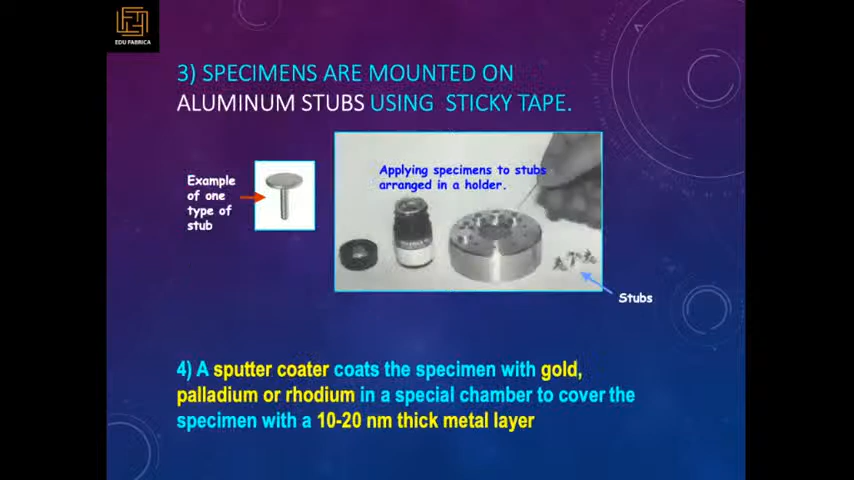 EDU FABRICA
3) SPECIMENS ARE MOUNTED ON
ALUMINUM STUBS USING STICKY TAPE.
Example
of one
type of
stub
Applying specimens to stubs
arranged in a holder.
Stubs
4) A sputter coater coats the specimen with gold,
palladium or rhodium in a special chamber to cover the
specimen with a 10-20 nm thick metal layer